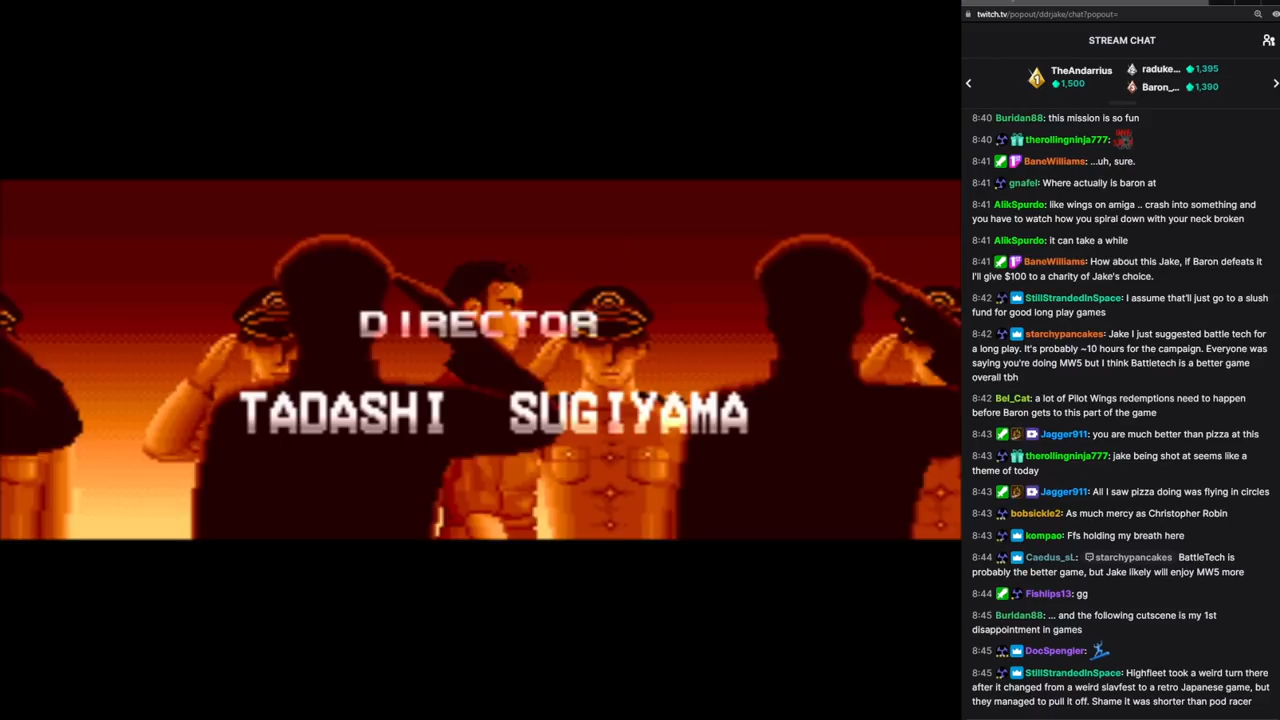 DIRECTOR
TADASHI SUGIYAMA
twitch.tv/popout/ddrjake/chat?popout=
STREAM CHAT
1
TheAndarrius
1,500
raduke... 1,395
Baron_... 1,390
8:40 Buridan88: this mission is so fun
8:40 therollingninja777:
8:41 BaneWilliams: ...uh, sure.
8:41 gnafel: Where actually is baron at
8:41 AlikSpurdo: like wings on amiga .. crash into something and
you have to watch how you spiral down with your neck broken
8:41 AlikSpurdo: it can take a while
8:41 BaneWilliams: How about this Jake, If Baron defeats it
I'll give $100 to a charity of Jake's choice.
8:42 StillStrandedInSpace: I assume that'll just go to a slush
fund for good long play games
8:42 starchypancakes: Jake I just suggested battle tech for
a long play. It's probably ~10 hours for the campaign. Everyone was
saying you're doing MW5 but I think Battletech is a better game
overall tbh
8:42 Bel_Cat: a lot of Pilot Wings redemptions need to happen
before Baron gets to this part of the game
8:43 Jagger911: you are much better than pizza at this
8:43 therollingninja777: jake being shot at seems like a
theme of today
8:43 Jagger911: All I saw pizza doing was flying in circles
8:43 bobsickle2: As much mercy as Christopher Robin
8:43 kompao: Ffs holding my breath here
8:44 Caedus_sL: starchypancakes BattleTech is
probably the better game, but Jake likely will enjoy MW5 more
8:44 Fishlips13: gg
8:45 Buridan88: ... and the following cutscene is my 1st
disappointment in games
8:45 DocSpengler:
8:45 StillStrandedInSpace: Highfleet took a weird turn there
after it changed from a weird slavfest to a retro Japanese game, but
they managed to pull it off. Shame it was shorter than pod racer